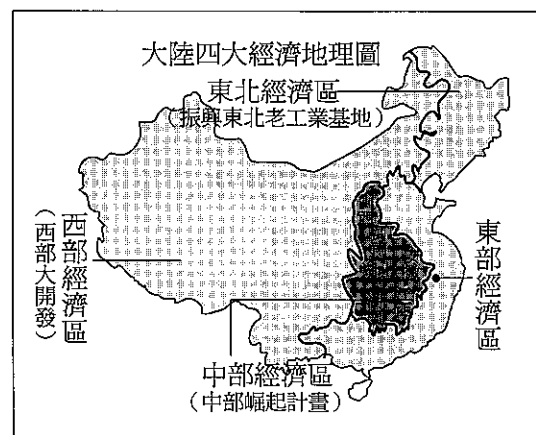 大陸四大經濟地理圖
東北經濟區
（振興東北老工業基地）
西部經濟區
（西部大開發）
東部經濟區
中部經濟區
（中部崛起計畫）